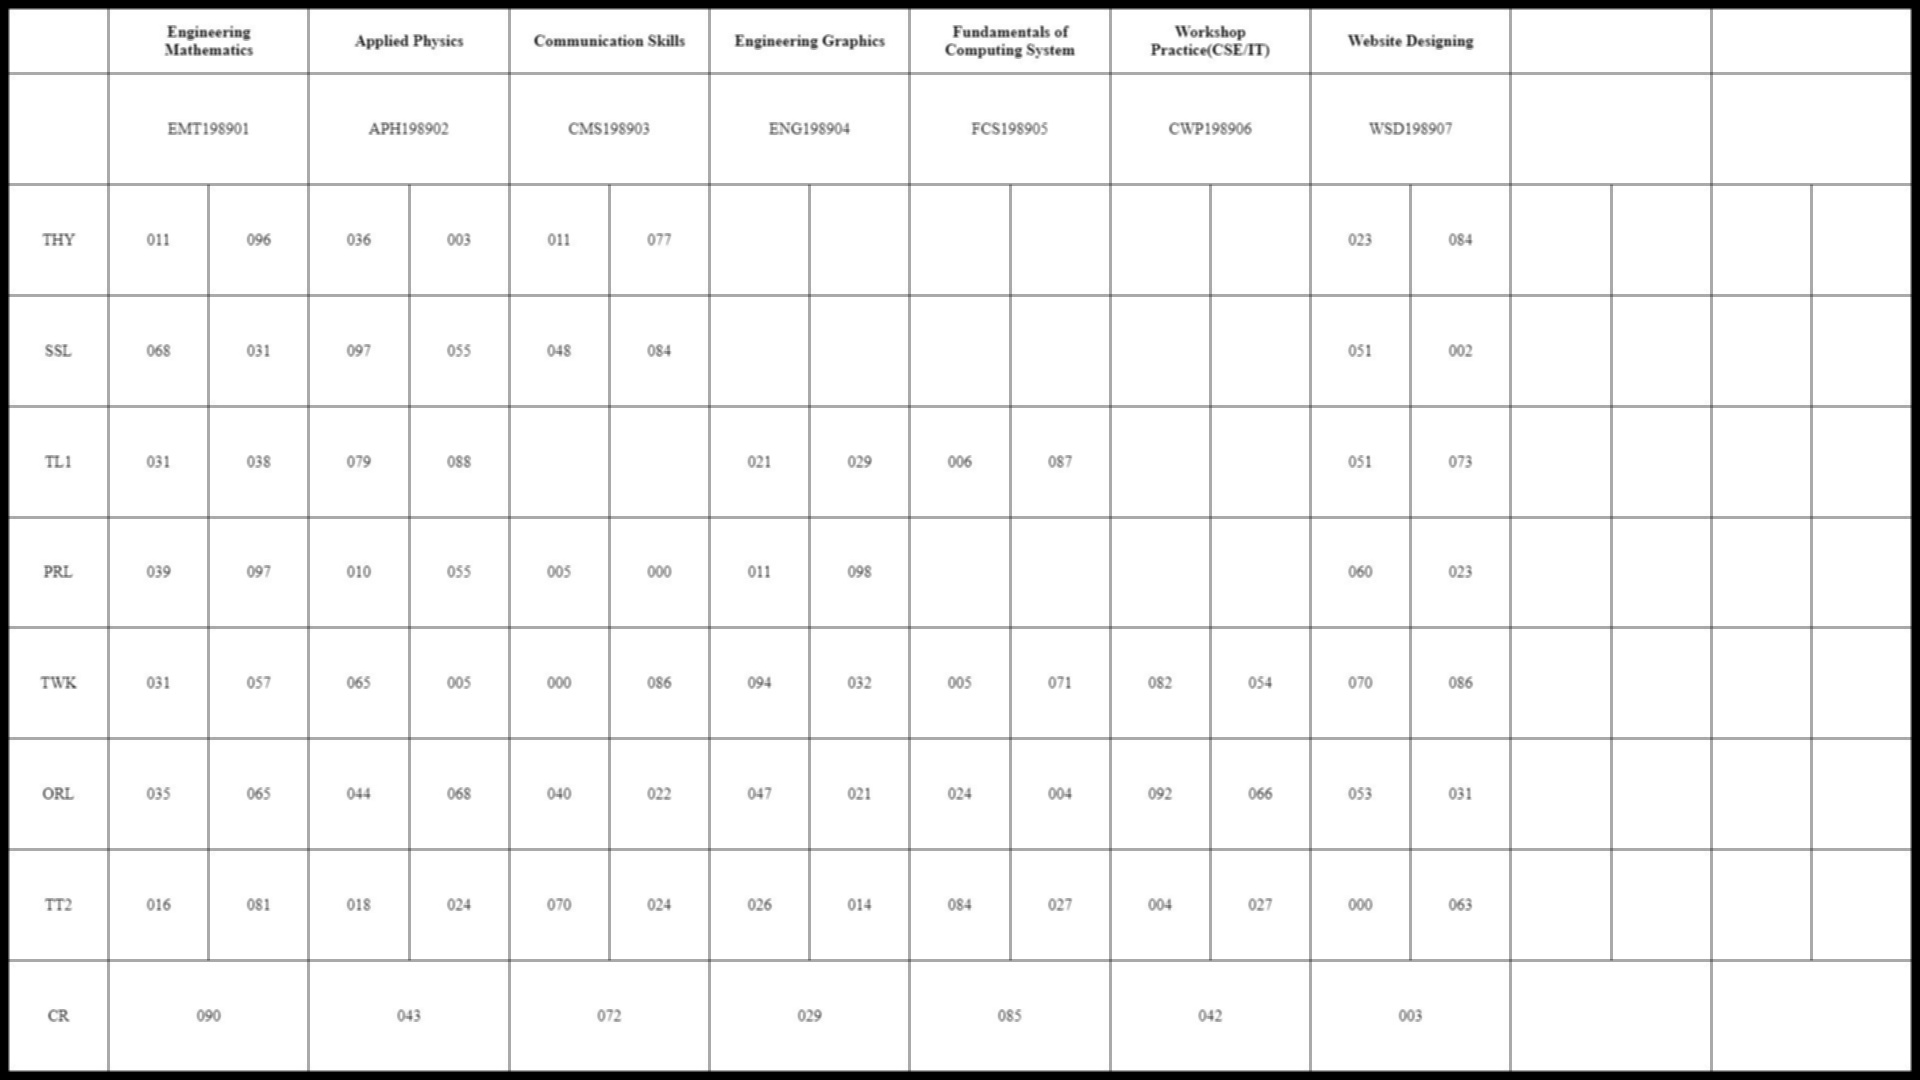 Engineering Mathematics Applied Physics Communication Skills Engineering Graphics Fundamentals of Computing System Workshop Practice(CSE/IT) Website Designing
EMT198901 APH198902 CMS198903 ENG198904 FCS198905 CWP198906 WSD198907
THY 011 096 036 003 011 077 023 084
SSL 068 031 097 055 048 084 051 002
TL1 031 038 079 088 021 029 006 087 051 073
PRL 039 097 010 055 005 000 011 098 060 023
TWK 031 057 065 005 000 086 094 032 005 071 082 054 070 086
ORL 035 065 044 068 040 022 047 021 024 004 092 066 053 031
TT2 016 081 018 024 070 024 026 014 084 027 004 027 000 063
CR 090 043 072 029 085 042 003